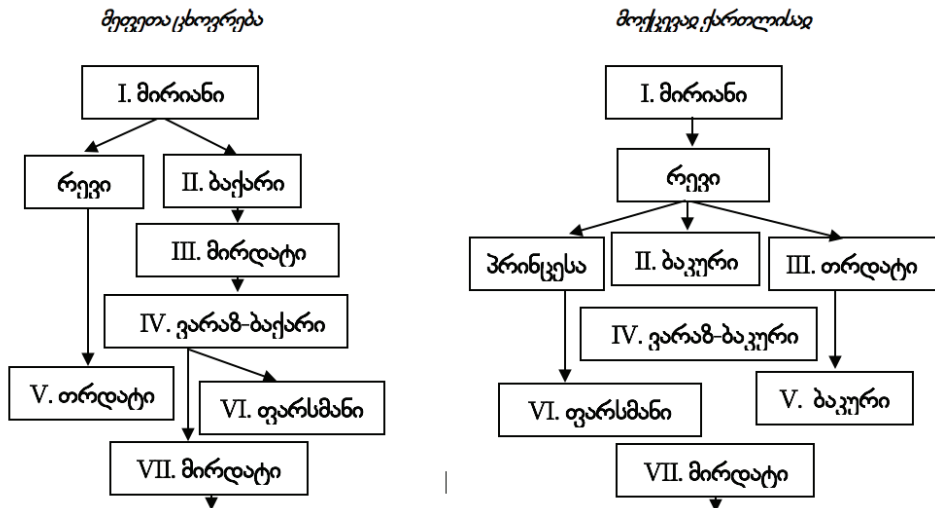 მეფეთა ცხოვრება
I. მირიანი
რევი
II. ბაქარი
III. მირდატი
IV. ვარაზ-ბაქარი
V. თრდატი
VI. ფარსმანი
VII. მირდატი
მოქცევაჲ ქართლისაჲ
I. მირიანი
რევი
პრინცესა
II. ბაკური
III. თრდატი
IV. ვარაზ-ბაკური
VI. ფარსმანი
V. ბაკური
VII. მირდატი